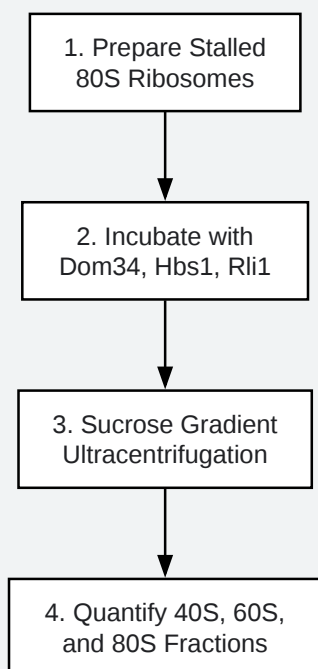 1. Prepare Stalled
80S Ribosomes
2. Incubate with
Dom34, Hbs1, Rli1
3. Sucrose Gradient
Ultracentrifugation
4. Quantify 40S, 60S,
and 80S Fractions